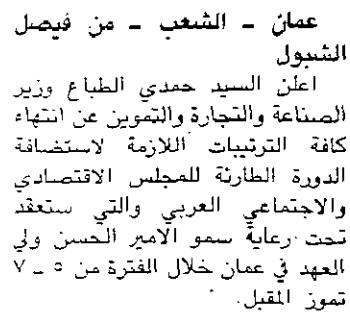 عمان ـ الشعب ـ من فيصل
الشبول
اعلن السيد حمدي الطباع وزير
الصناعة والتجارة والتموين عن انتهاء
كافة الترتيبات اللازمة لاستضافة
الدورة الطارئة للمجلس الاقتصادي
والاجتماعي العربي والتي ستعقد
تحت رعاية سمو الامير الحسن ولي
العهد في عمان خلال الفترة من ٥ ـ ٧
تموز المقبل.